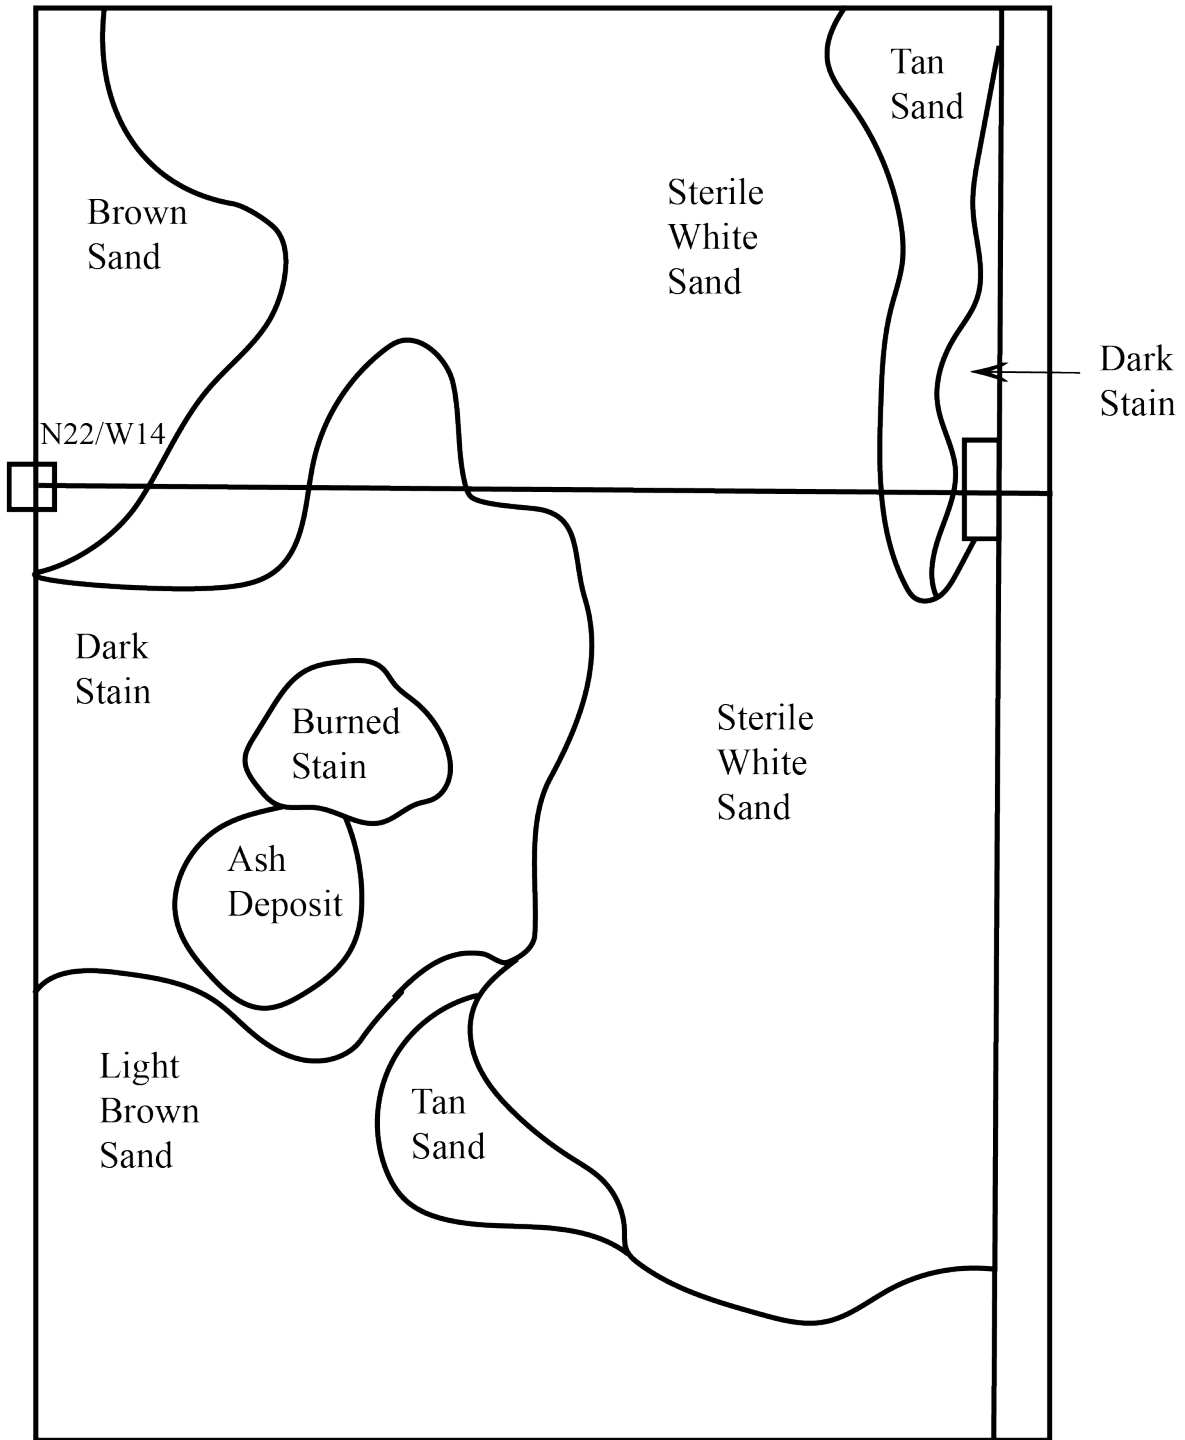 Tan
Sand
Sterile
White
Sand
Brown
Sand
Dark
Stain
N22/W14
Dark
Stain
Burned
Stain
Sterile
White
Sand
Ash
Deposit
Light
Brown
Sand
Tan
Sand